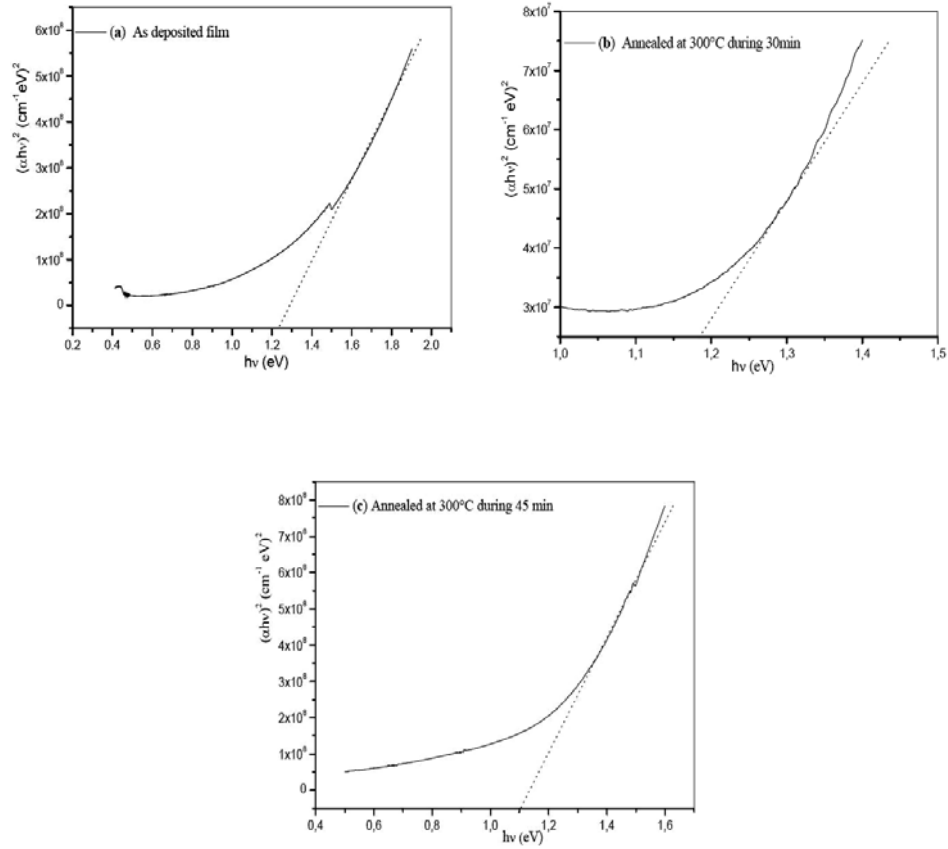 (a) As deposited film
(αhν)² (cm⁻¹ eV)²
6x10⁸
5x10⁸
4x10⁸
3x10⁸
2x10⁸
1x10⁸
0
0.2 0.4 0.6 0.8 1.0 1.2 1.4 1.6 1.8 2.0
hν (eV)
(b) Annealed at 300°C during 30min
(αhν)² (cm⁻¹ eV)²
8x10⁷
7x10⁷
6x10⁷
5x10⁷
4x10⁷
3x10⁷
1,0 1,1 1,2 1,3 1,4 1,5
hν (eV)
(c) Annealed at 300°C during 45 min
(αhν)² (cm⁻¹ eV)²
8x10⁸
7x10⁸
6x10⁸
5x10⁸
4x10⁸
3x10⁸
2x10⁸
1x10⁸
0
0,4 0,6 0,8 1,0 1,2 1,4 1,6
hν (eV)